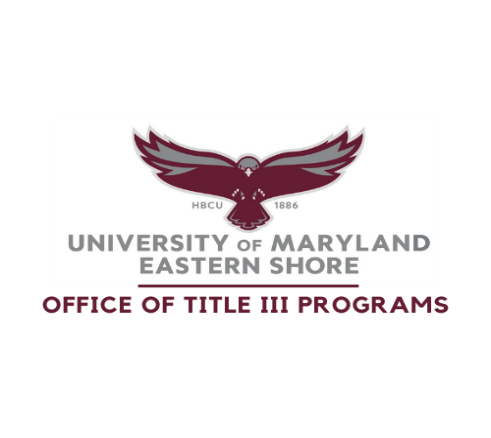 HBCU 1886
UNIVERSITY OF MARYLAND
EASTERN SHORE
OFFICE OF TITLE III PROGRAMS